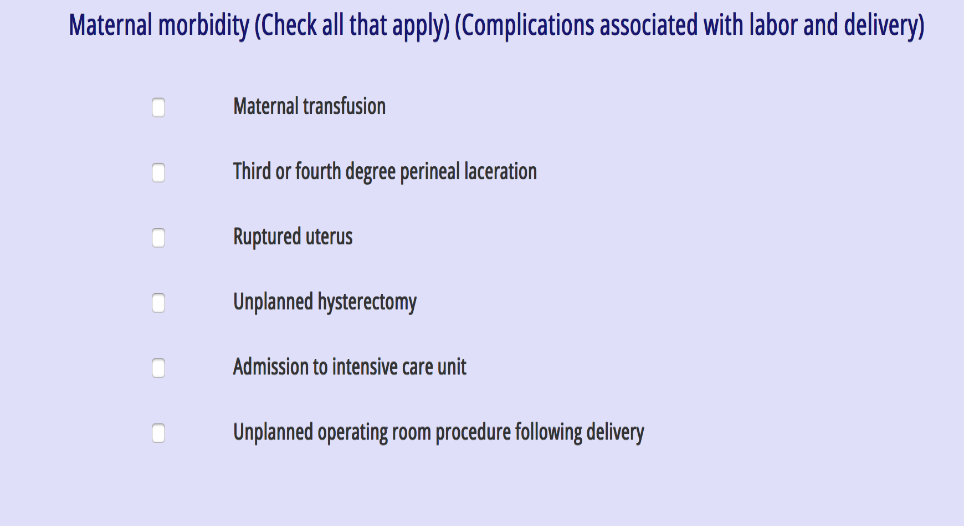 Maternal morbidity (Check all that apply) (Complications associated with labor and delivery)
Maternal transfusion
Third or fourth degree perineal laceration
Ruptured uterus
Unplanned hysterectomy
Admission to intensive care unit
Unplanned operating room procedure following delivery